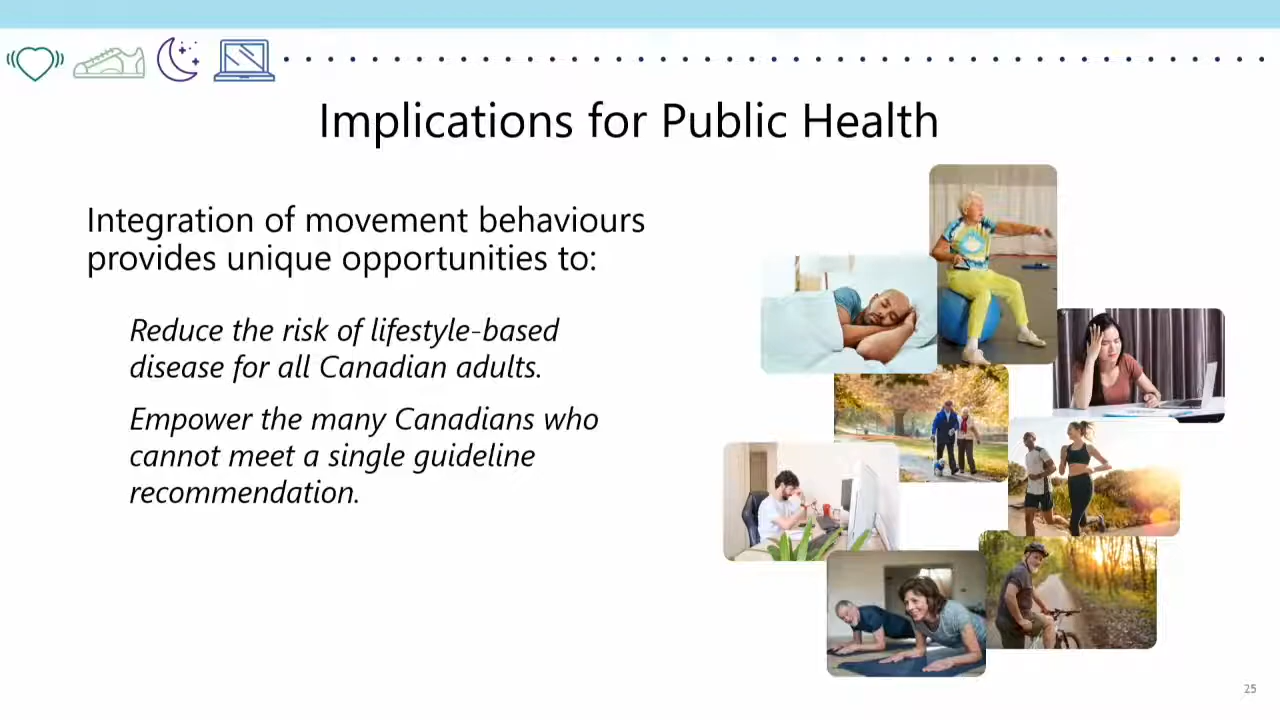 Implications for Public Health
Integration of movement behaviours
provides unique opportunities to:
Reduce the risk of lifestyle-based
disease for all Canadian adults.
Empower the many Canadians who
cannot meet a single guideline
recommendation.
25